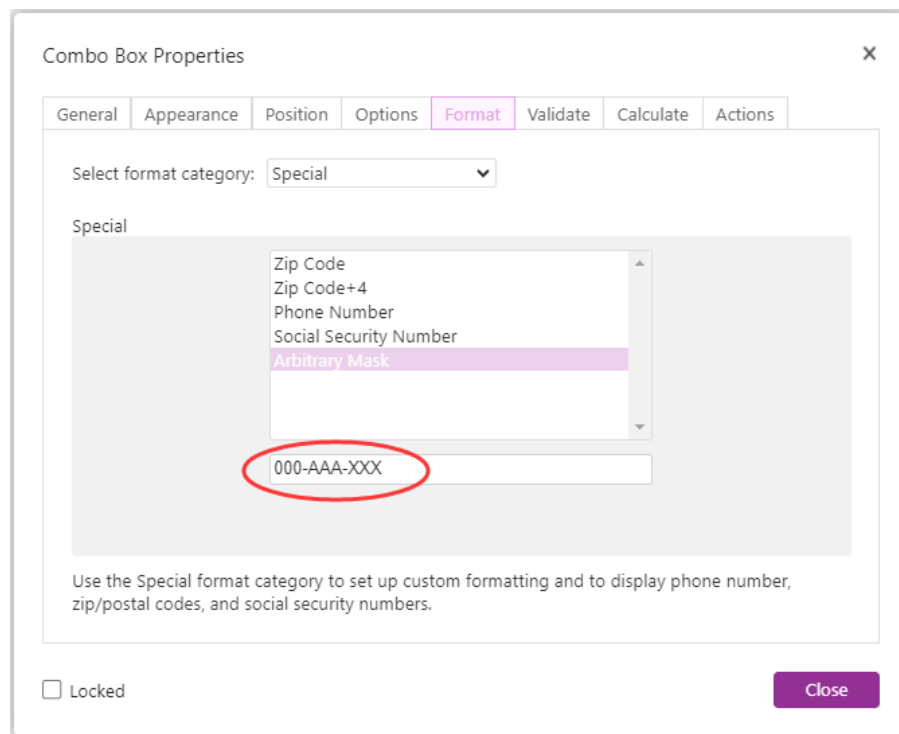 Combo Box Properties
General Appearance Position Options Format Validate Calculate Actions
Select format category: Special
Special
Zip Code
Zip Code+4
Phone Number
Social Security Number
Arbitrary Mask
000-AAA-XXX
Use the Special format category to set up custom formatting and to display phone number,
zip/postal codes, and social security numbers.
Locked
Close